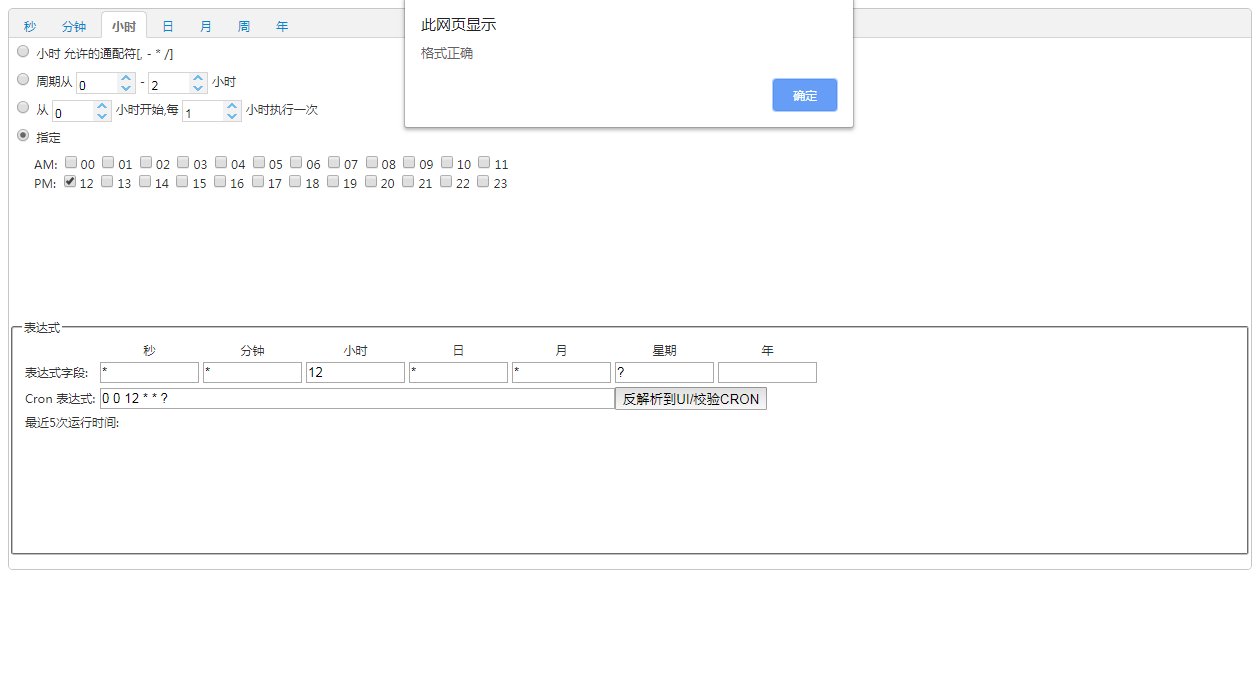 秒 分钟 小时 日 月 周 年
此网页显示
格式正确
确定
小时 允许的通配符[, - * /]
周期从 0 - 2 小时
从 0 小时开始,每 1 小时执行一次
指定
AM: 00 01 02 03 04 05 06 07 08 09 10 11
PM: 12 13 14 15 16 17 18 19 20 21 22 23
表达式
秒 分钟 小时 日 月 星期 年
表达式字段: * * 12 * * ?
Cron 表达式: 0 0 12 * * ? 反解析到UI/校验CRON
最近5次运行时间: